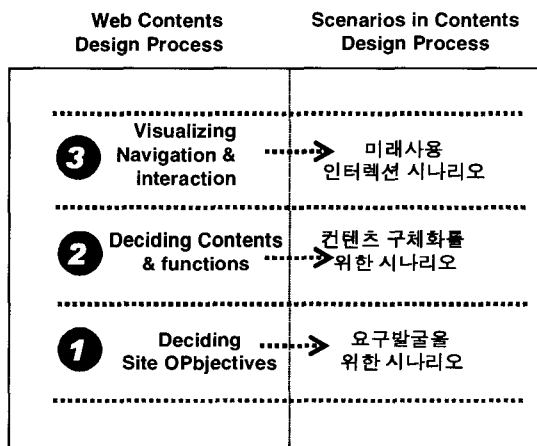 Web Contents
Design Process
Scenarios in Contents
Design Process
3
Visualizing
Navigation &
interaction
미래사용
인터렉션 시나리오
2
Deciding Contents
& functions
컨텐츠 구체화를
위한 시나리오
1
Deciding
Site OPbjectives
요구발굴을
위한 시나리오